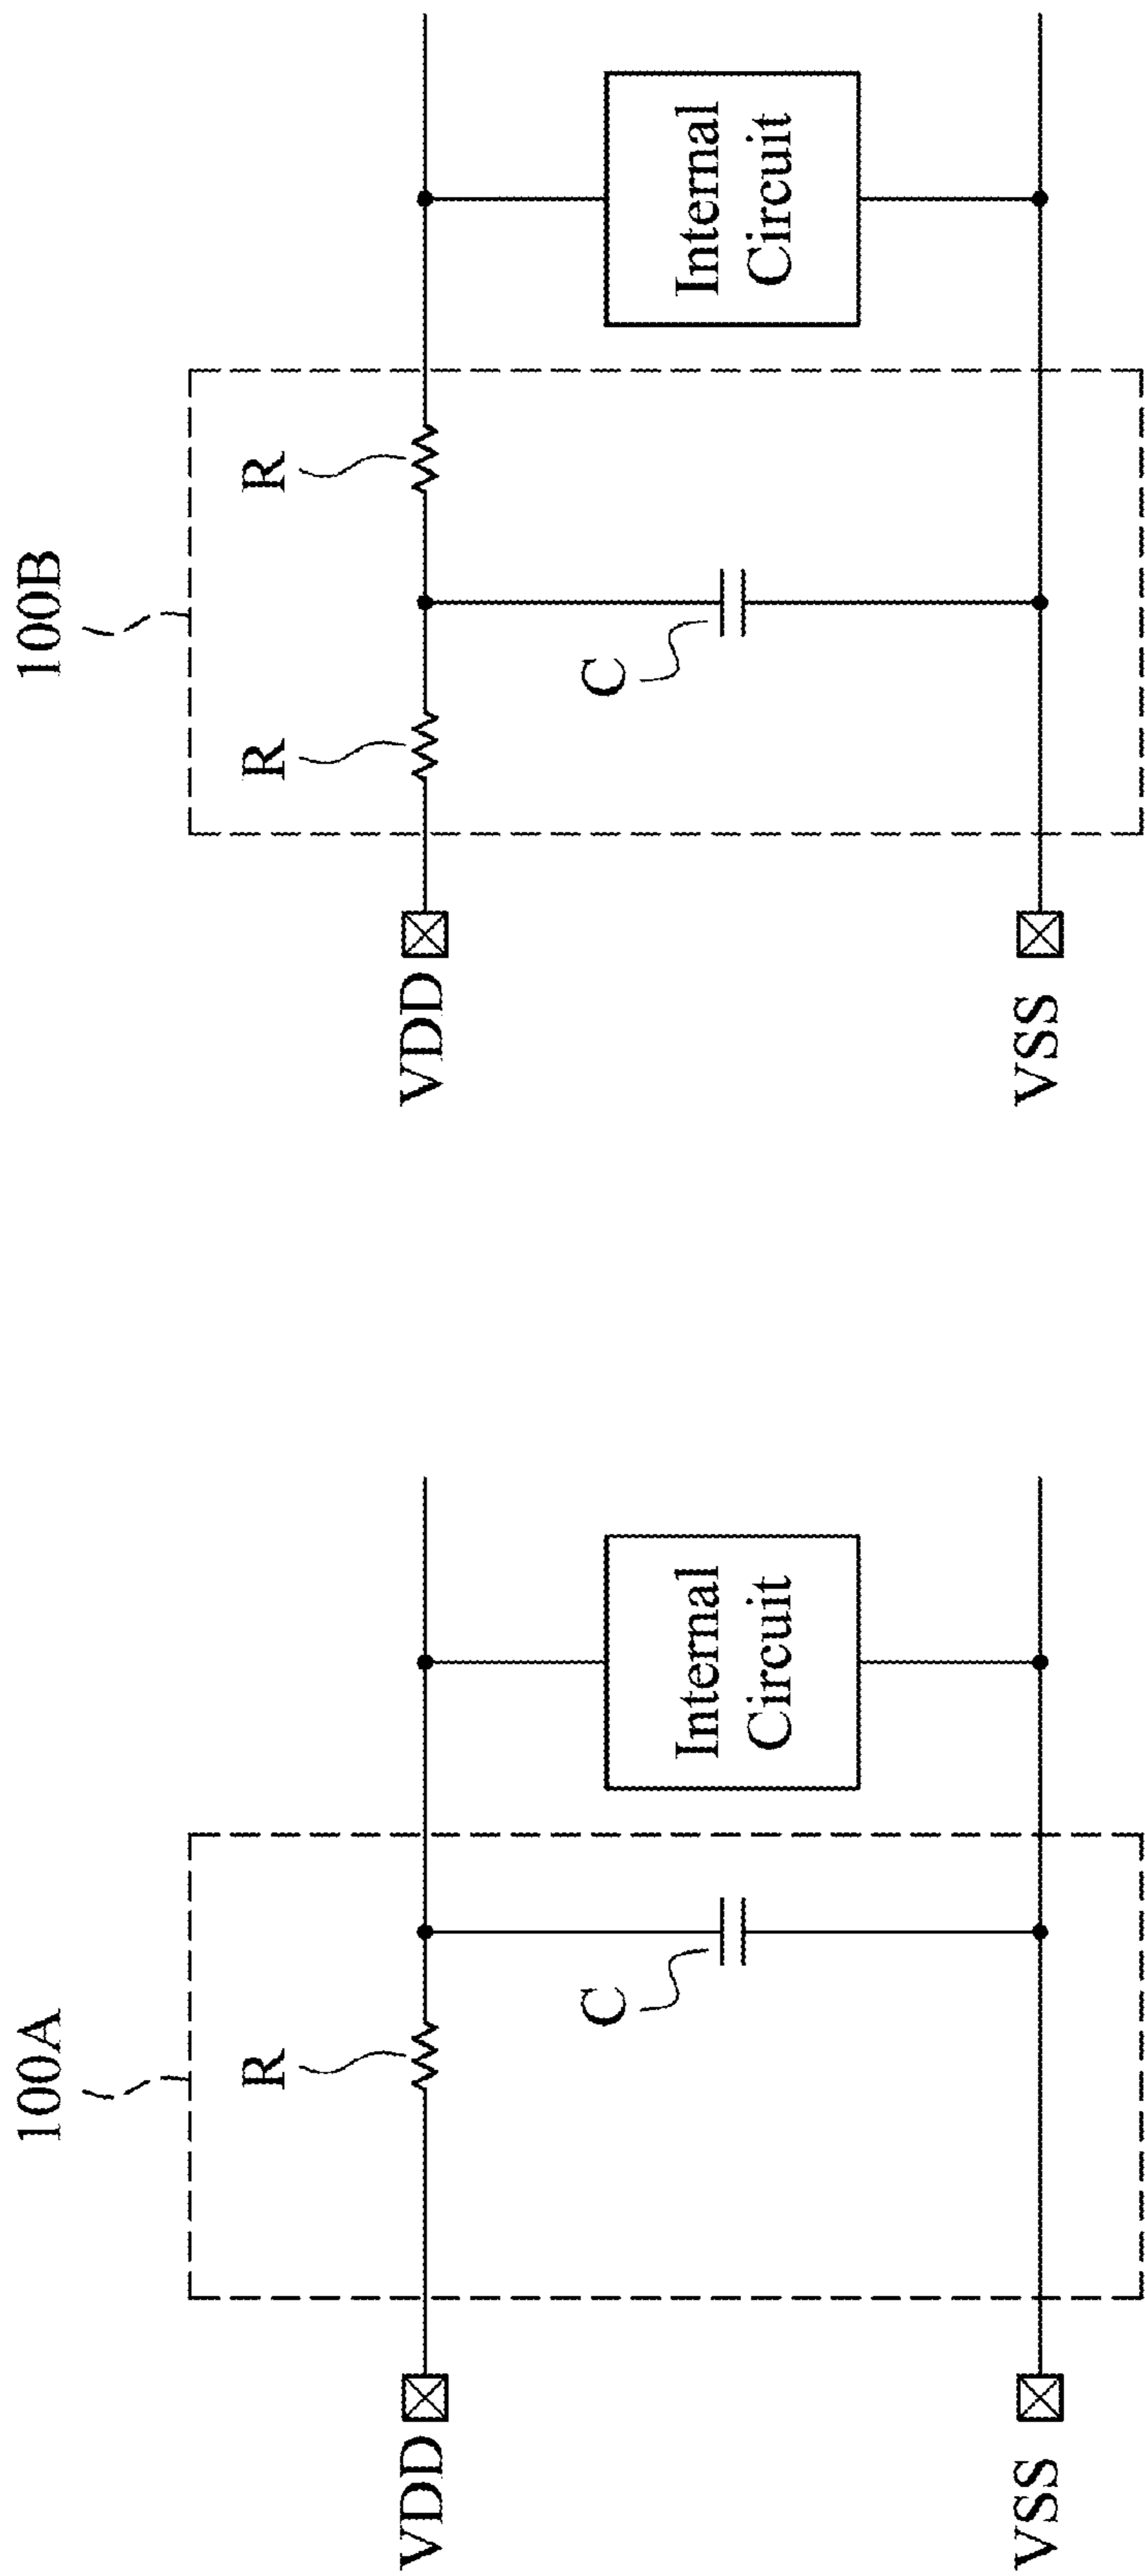 100A
R
VDD
C
Internal
Circuit
VSS
100B
R
R
VDD
C
Internal
Circuit
VSS